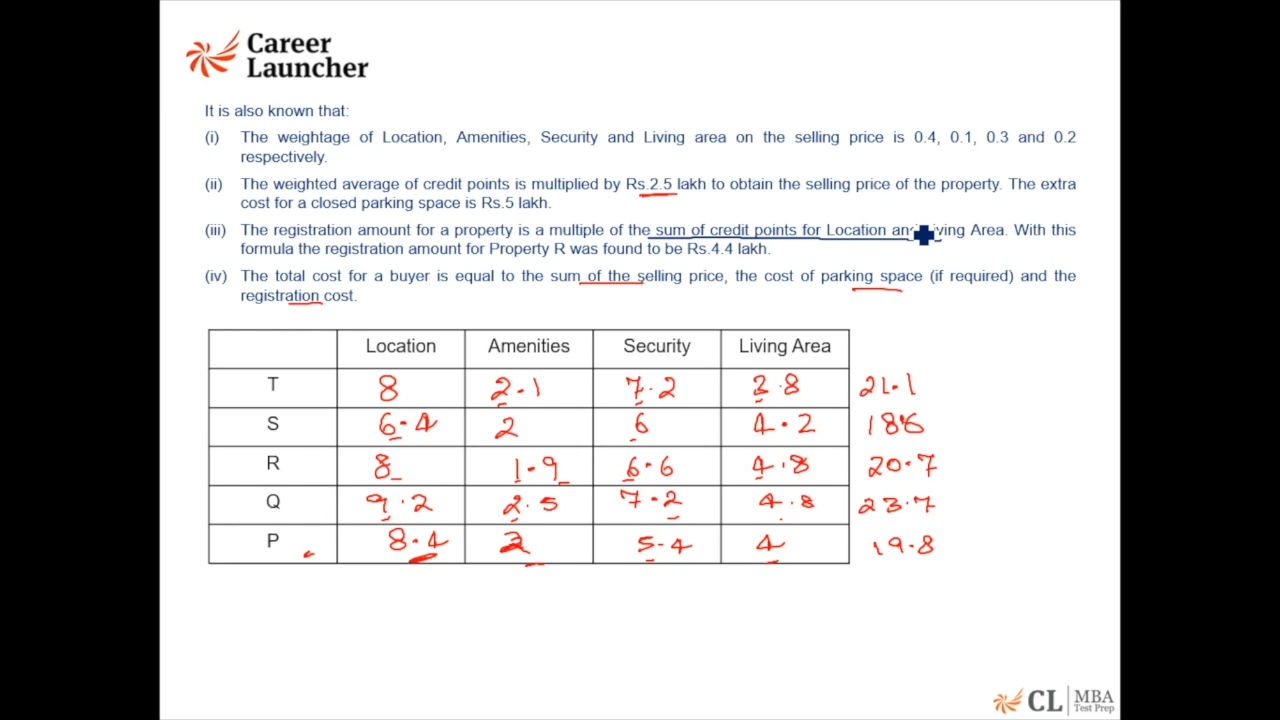 Career
Launcher
It is also known that:
(i) The weightage of Location, Amenities, Security and Living area on the selling price is 0.4, 0.1, 0.3 and 0.2
respectively.
(ii) The weighted average of credit points is multiplied by Rs.2.5 lakh to obtain the selling price of the property. The extra
cost for a closed parking space is Rs.5 lakh.
(iii) The registration amount for a property is a multiple of the sum of credit points for Location and Living Area. With this
formula the registration amount for Property R was found to be Rs.4.4 lakh.
(iv) The total cost for a buyer is equal to the sum of the selling price, the cost of parking space (if required) and the
registration cost.
Location Amenities Security Living Area
T 8 2.1 7.2 3.8 21.1
S 6.4 2 6 4.2 18.6
R 8 1.9 6.6 4.8 20.7
Q 9.2 2.5 7.2 4.8 23.7
P 8.4 2 5.4 4 19.8
CL MBA
Test Prep